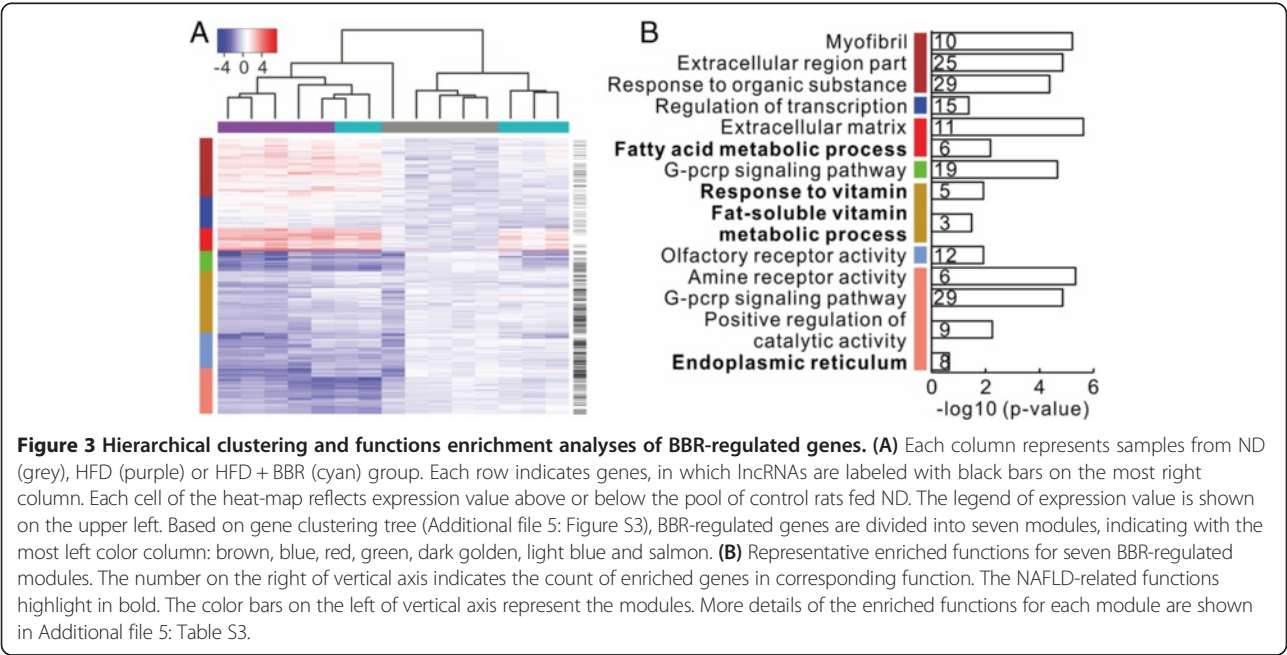 A
-4 0 4
B
Myofibril 10
Extracellular region part 25
Response to organic substance 29
Regulation of transcription 15
Extracellular matrix 11
Fatty acid metabolic process 6
G-pcrp signaling pathway 19
Response to vitamin 5
Fat-soluble vitamin
metabolic process 3
Olfactory receptor activity 12
Amine receptor activity 6
G-pcrp signaling pathway 29
Positive regulation of
catalytic activity 9
Endoplasmic reticulum 8
0 2 4 6
-log10 (p-value)
Figure 3 Hierarchical clustering and functions enrichment analyses of BBR-regulated genes. (A) Each column represents samples from ND
(grey), HFD (purple) or HFD + BBR (cyan) group. Each row indicates genes, in which lncRNAs are labeled with black bars on the most right
column. Each cell of the heat-map reflects expression value above or below the pool of control rats fed ND. The legend of expression value is shown
on the upper left. Based on gene clustering tree (Additional file 5: Figure S3), BBR-regulated genes are divided into seven modules, indicating with the
most left color column: brown, blue, red, green, dark golden, light blue and salmon. (B) Representative enriched functions for seven BBR-regulated
modules. The number on the right of vertical axis indicates the count of enriched genes in corresponding function. The NAFLD-related functions
highlight in bold. The color bars on the left of vertical axis represent the modules. More details of the enriched functions for each module are shown
in Additional file 5: Table S3.